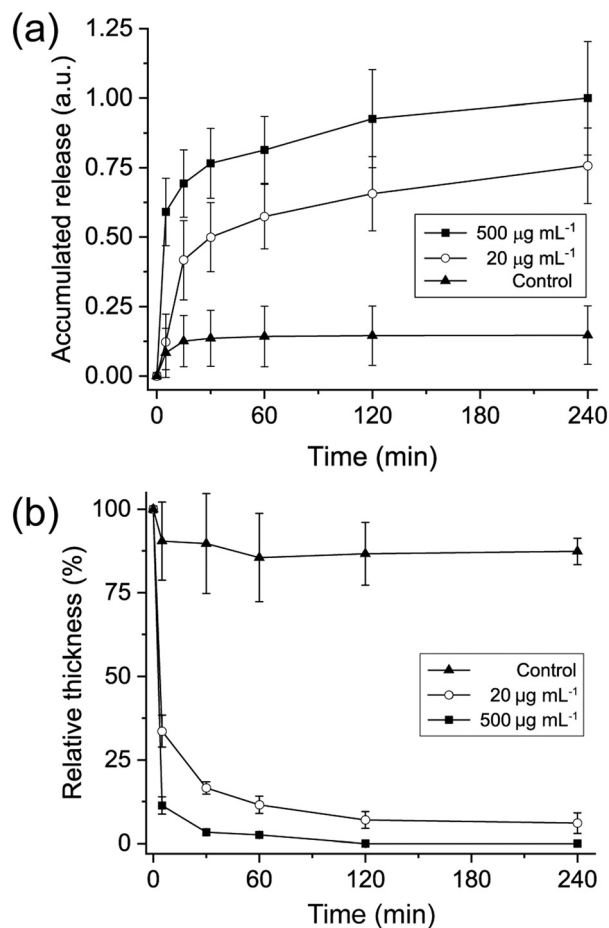 (a)
Accumulated release (a.u.)
1.25
1.00
0.75
0.50
0.25
0.00
500 μg mL⁻¹
20 μg mL⁻¹
Control
0 60 120 180 240
Time (min)
(b)
Relative thickness (%)
100
75
50
25
0
Control
20 μg mL⁻¹
500 μg mL⁻¹
0 60 120 180 240
Time (min)